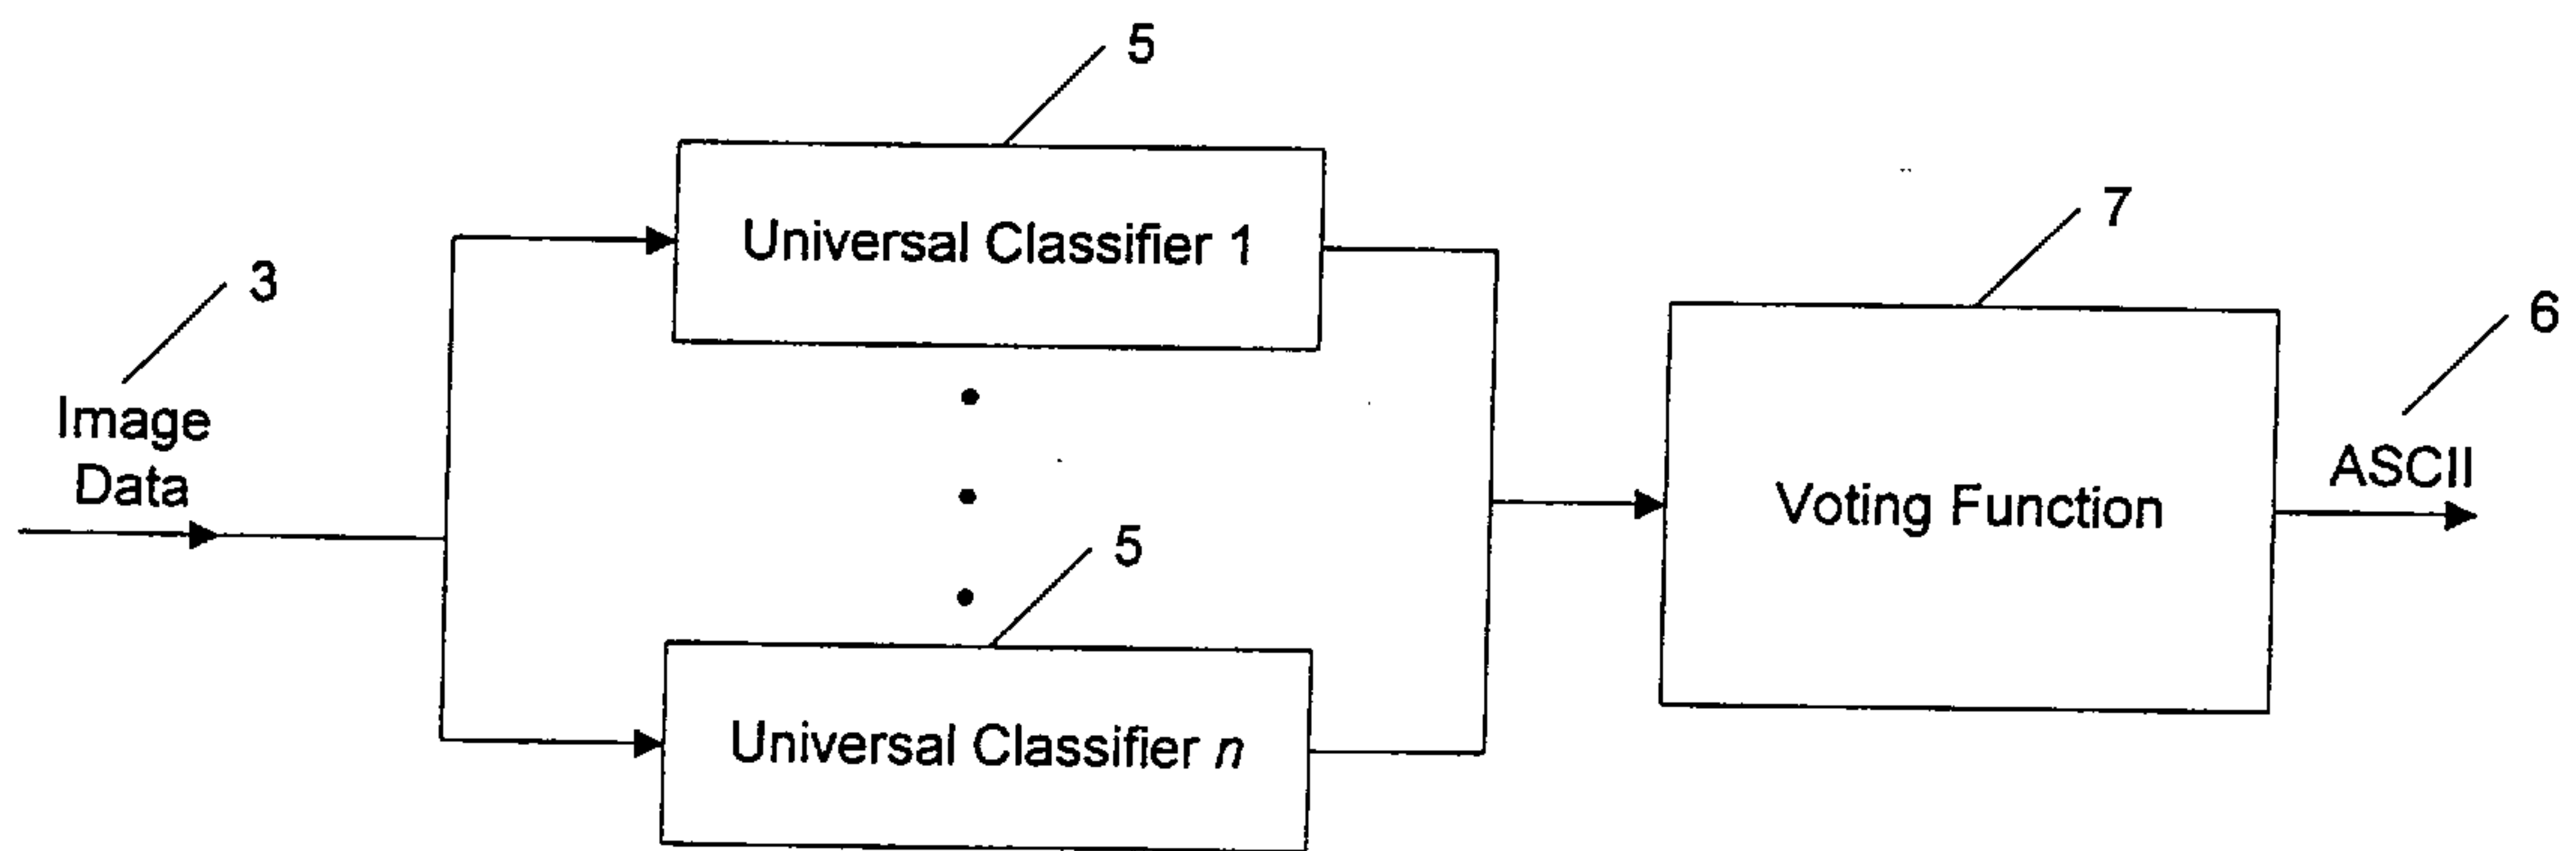 5
Universal Classifier 1
3
Image
Data
7
6
ASCII
Voting Function
5
Universal Classifier n